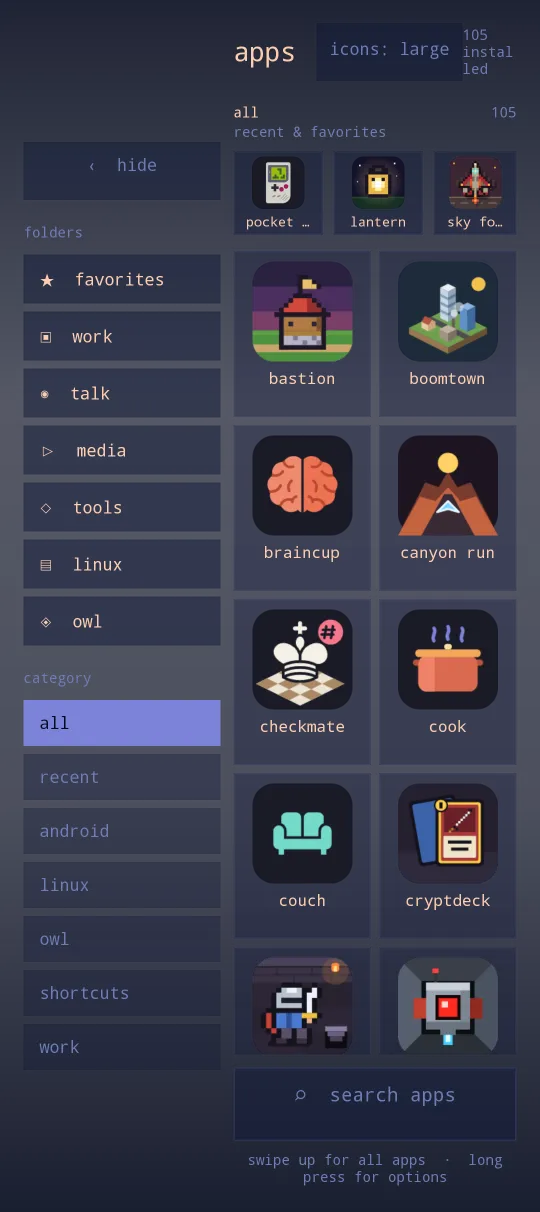 apps
icons: large
105
instal
led
all
105
recent & favorites
‹ hide
pocket …
lantern
sky fo…
folders
★ favorites
▣ work
◉ talk
▷ media
◇ tools
▤ linux
◈ owl
category
all
recent
android
linux
owl
shortcuts
work
bastion
boomtown
braincup
canyon run
#
checkmate
cook
couch
cryptdeck
⌕ search apps
swipe up for all apps · long
press for options